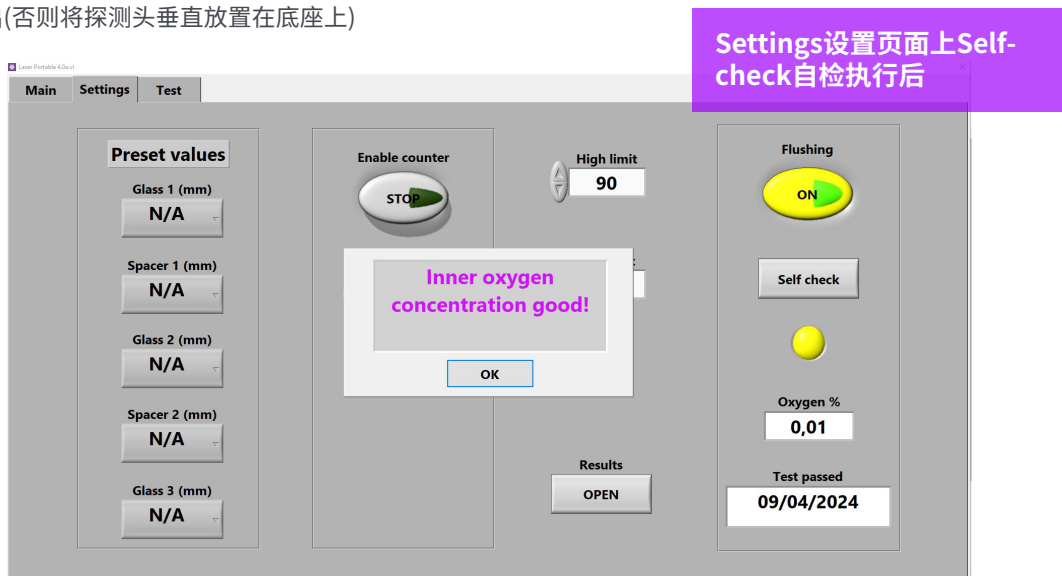 (否则将探测头垂直放置在底座上)
Settings设置页面上Self-
check自检执行后
Laser Portable 4.0a.vi
Main Settings Test
Preset values
Glass 1 (mm)
N/A
Spacer 1 (mm)
N/A
Glass 2 (mm)
N/A
Spacer 2 (mm)
N/A
Glass 3 (mm)
N/A
Enable counter
STOP
High limit
90
Inner oxygen
concentration good!
OK
Results
OPEN
Flushing
ON
Self check
Oxygen %
0,01
Test passed
09/04/2024